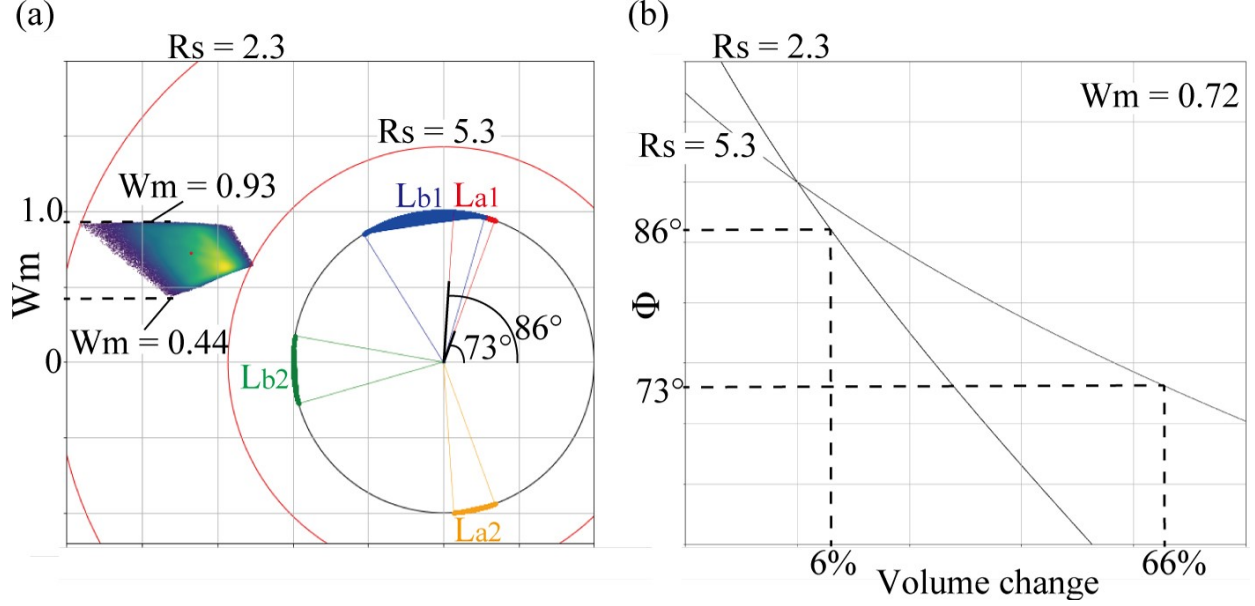 (a)
Rs = 2.3
Rs = 5.3
Wm = 0.93
Lb1
La1
1.0
Wm
86°
73°
Wm = 0.44
0
Lb2
La2
(b)
Rs = 2.3
Wm = 0.72
Rs = 5.3
86°
Φ
73°
6%
66%
Volume change